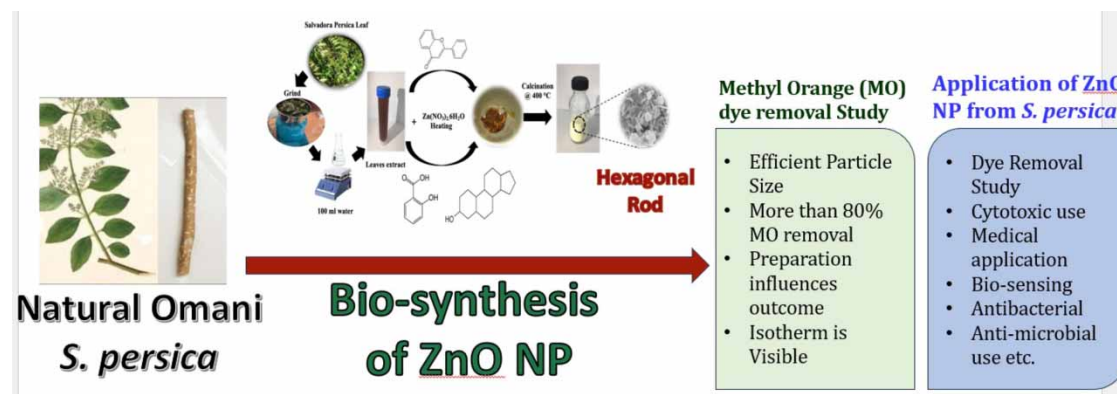 Salvadora Persica Leaf
Grind
100 ml water
Leaves extract
+ Zn(NO₃)₂.6H₂O
Heating
COOH
OH
HO
Calcination
@ 400 °C
Hexagonal
Rod
Natural Omani
S. persica
Bio-synthesis
of ZnO NP
Methyl Orange (MO)
dye removal Study
• Efficient Particle
Size
• More than 80%
MO removal
• Preparation
influences
outcome
• Isotherm is
Visible
Application of ZnO
NP from S. persica
• Dye Removal
Study
• Cytotoxic use
• Medical
application
• Bio-sensing
• Antibacterial
• Anti-microbial
use etc.